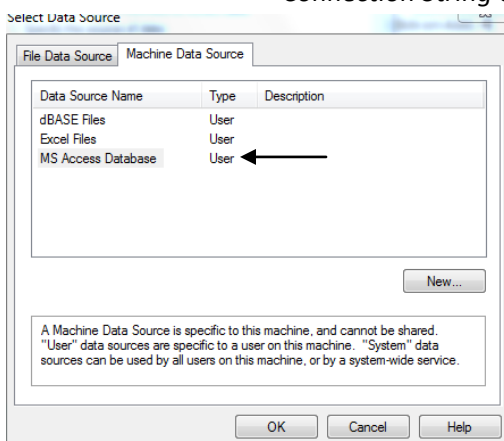 Connection String
Select Data Source
File Data Source Machine Data Source
Data Source Name Type Description
dBASE Files User
Excel Files User
MS Access Database User
New...
A Machine Data Source is specific to this machine, and cannot be shared.
"User" data sources are specific to a user on this machine. "System" data
sources can be used by all users on this machine, or by a system-wide service.
OK Cancel Help